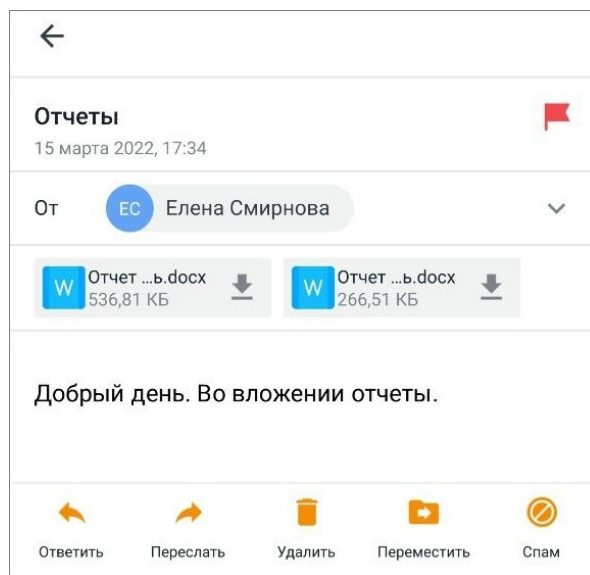 Отчеты
15 марта 2022, 17:34
От ЕС Елена Смирнова
W Отчет ...ь.docx W Отчет ...ь.docx
536,81 КБ 266,51 КБ
Добрый день. Во вложении отчеты.
Ответить Переслать Удалить Переместить Спам